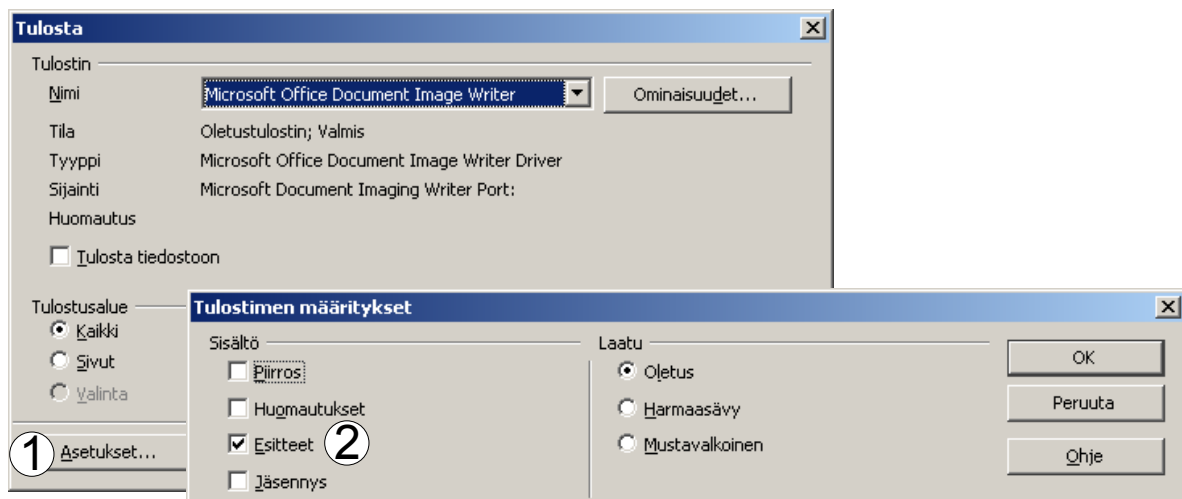 Tulosta
Tulostin
Nimi Microsoft Office Document Image Writer Ominaisuudet...
Tila Oletustulostin; Valmis
Tyyppi Microsoft Office Document Image Writer Driver
Sijainti Microsoft Document Imaging Writer Port:
Huomautus
Tulosta tiedostoon
Tulostusalue
Kaikki
Sivut
Valinta
1 Asetukset...
Tulostimen määritykset
Sisältö
Piirros
Huomautukset
Esitteet 2
Jäsennys
Laatu
Oletus
Harmaasävy
Mustavalkoinen
OK
Peruuta
Ohje